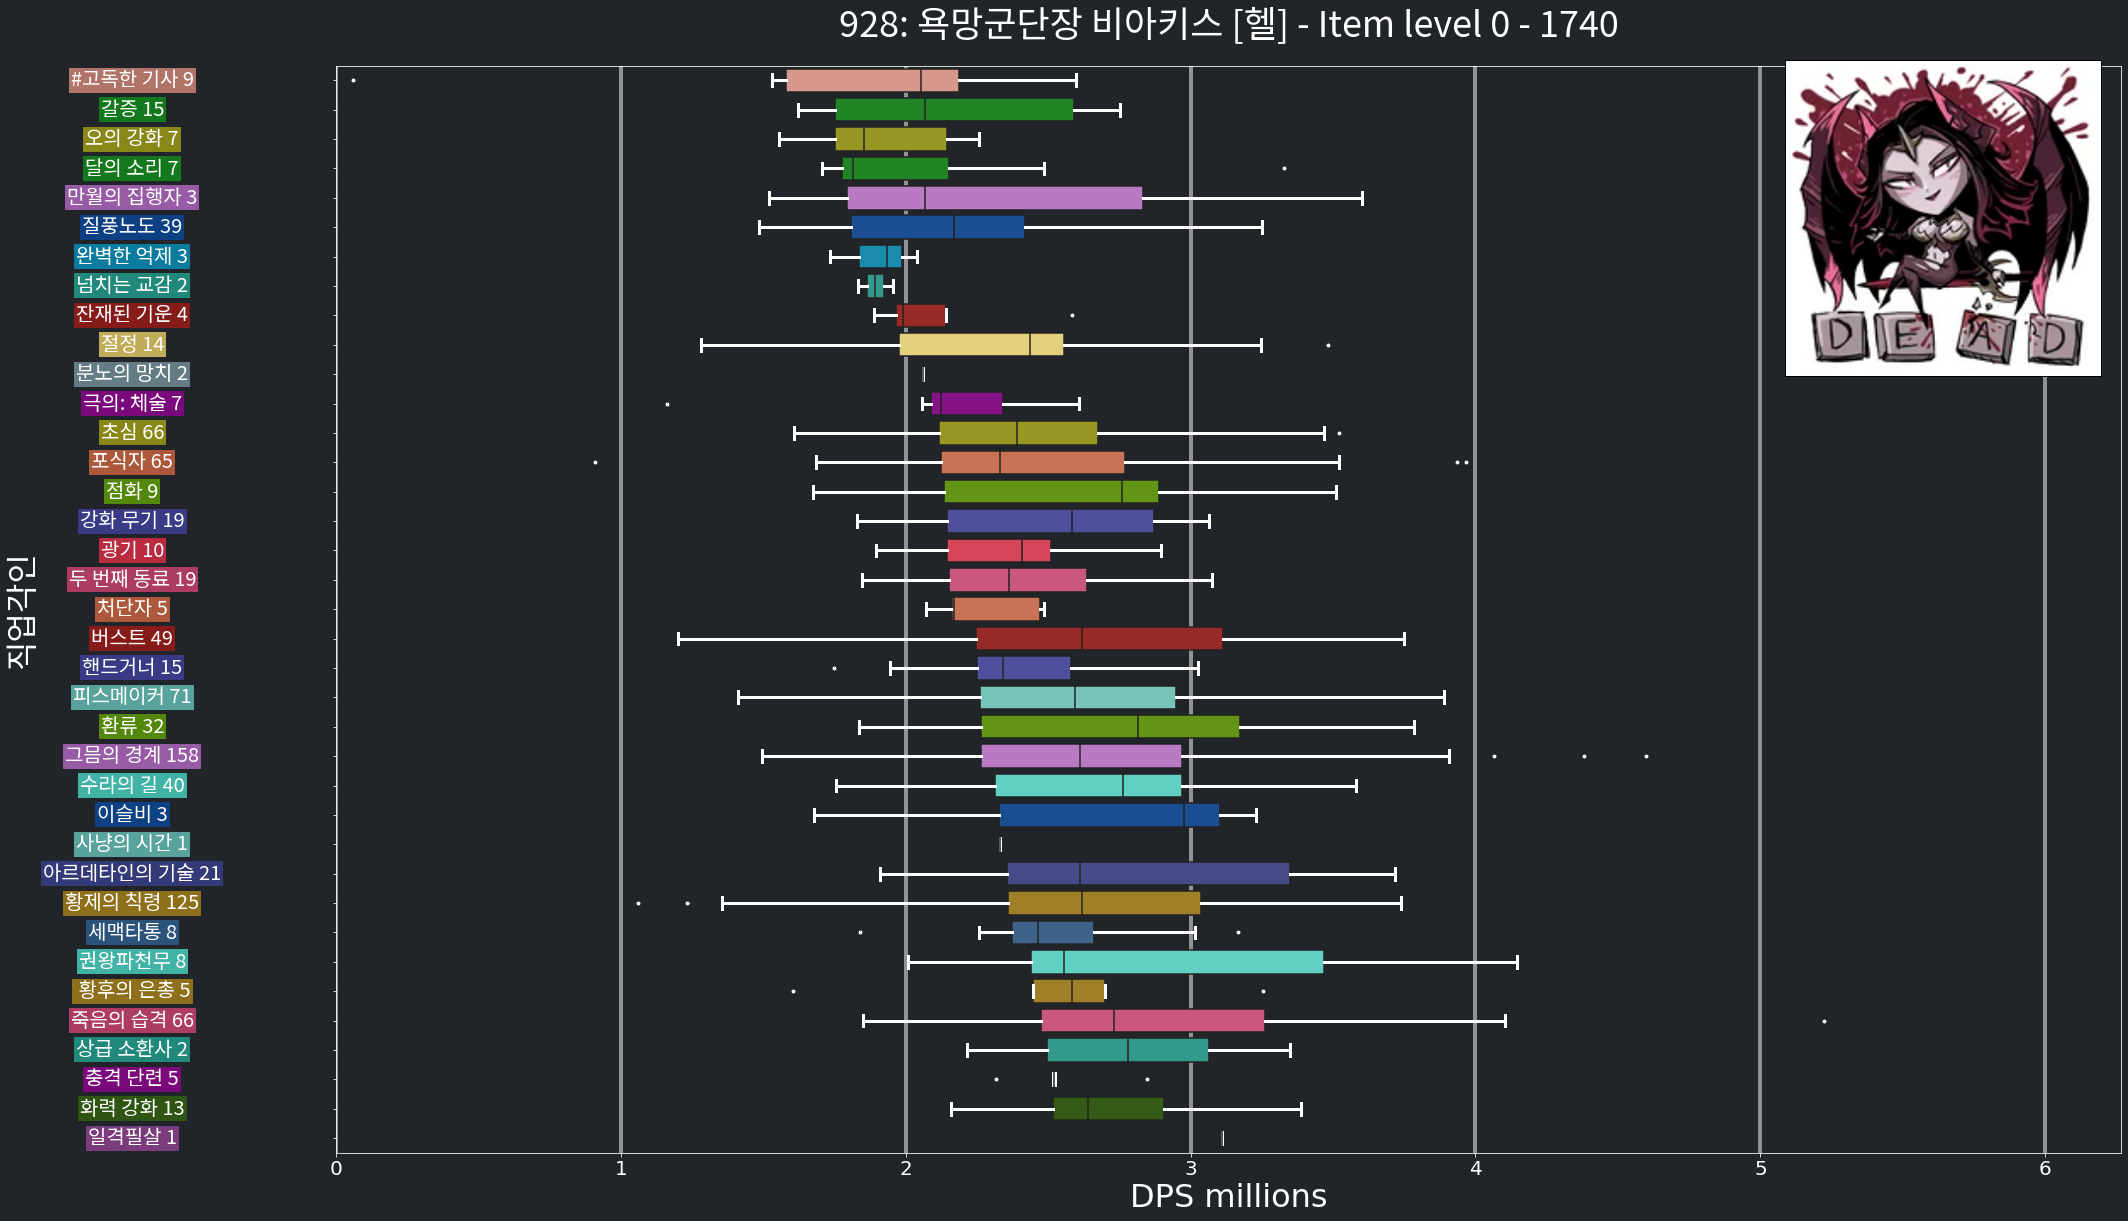 928: 욕망군단장 비아키스 [헬] - Item level 0 - 1740
#고독한 기사 9
갈증 15
오의 강화 7
달의 소리 7
만월의 집행자 3
질풍노도 39
완벽한 억제 3
넘치는 교감 2
잔재된 기운 4
절정 14
분노의 망치 2
극의: 체술 7
초심 66
포식자 65
점화 9
강화 무기 19
광기 10
두 번째 동료 19
처단자 5
버스트 49
핸드거너 15
피스메이커 71
환류 32
그믐의 경계 158
수라의 길 40
이슬비 3
사냥의 시간 1
아르데타인의 기술 21
황제의 칙령 125
세맥타통 8
권왕파천무 8
황후의 은총 5
죽음의 습격 66
상급 소환사 2
충격 단련 5
화력 강화 13
일격필살 1
직업각인
0 1 2 3 4 5 6
DPS millions
D E A D